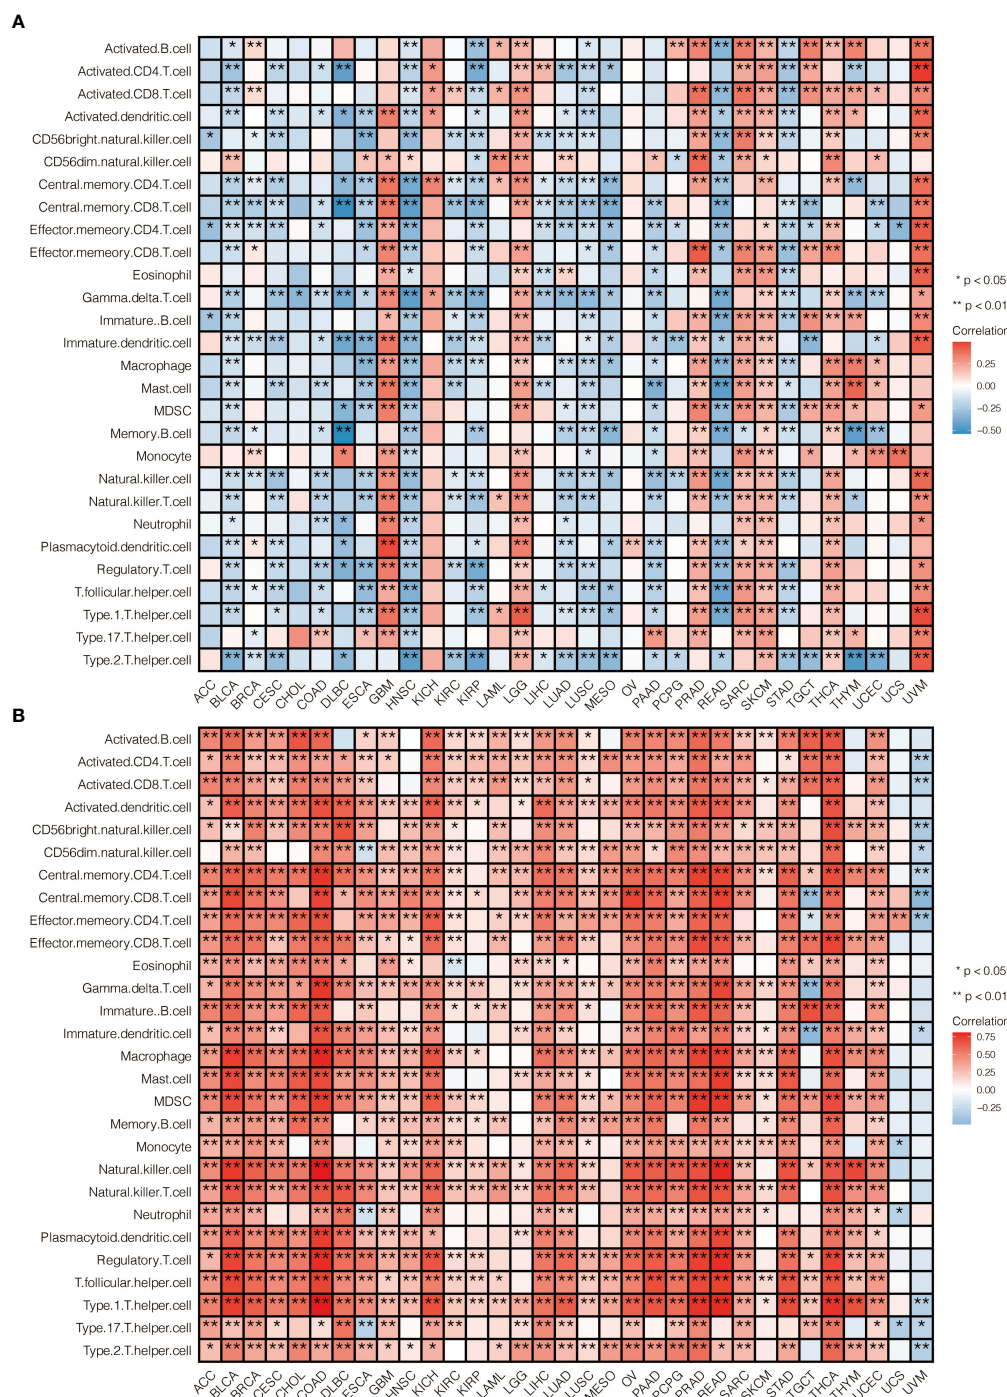 A
Activated.B.cell
Activated.CD4.T.cell
Activated.CD8.T.cell
Activated.dendritic.cell
CD56bright.natural.killer.cell
CD56dim.natural.killer.cell
Central.memory.CD4.T.cell
Central.memory.CD8.T.cell
Effector.memeory.CD4.T.cell
Effector.memeory.CD8.T.cell
Eosinophil
Gamma.delta.T.cell
Immature..B.cell
Immature.dendritic.cell
Macrophage
Mast.cell
MDSC
Memory.B.cell
Monocyte
Natural.killer.cell
Natural.killer.T.cell
Neutrophil
Plasmacytoid.dendritic.cell
Regulatory.T.cell
T.follicular.helper.cell
Type.1.T.helper.cell
Type.17.T.helper.cell
Type.2.T.helper.cell
ACC BLCA BRCA CESC CHOL COAD DLBC ESCA GBM HNSC KICH KIRC KIRP LAML LGG LIHC LUAD LUSC MESO OV PAAD PCPG PRAD READ SARC SKCM STAD TGCT THCA THYM UCEC UCS UVM
* p < 0.05
** p < 0.01
Correlation
0.25
0.00
−0.25
−0.50
B
Activated.B.cell
Activated.CD4.T.cell
Activated.CD8.T.cell
Activated.dendritic.cell
CD56bright.natural.killer.cell
CD56dim.natural.killer.cell
Central.memory.CD4.T.cell
Central.memory.CD8.T.cell
Effector.memeory.CD4.T.cell
Effector.memeory.CD8.T.cell
Eosinophil
Gamma.delta.T.cell
Immature..B.cell
Immature.dendritic.cell
Macrophage
Mast.cell
MDSC
Memory.B.cell
Monocyte
Natural.killer.cell
Natural.killer.T.cell
Neutrophil
Plasmacytoid.dendritic.cell
Regulatory.T.cell
T.follicular.helper.cell
Type.1.T.helper.cell
Type.17.T.helper.cell
Type.2.T.helper.cell
ACC BLCA BRCA CESC CHOL COAD DLBC ESCA GBM HNSC KICH KIRC KIRP LAML LGG LIHC LUAD LUSC MESO OV PAAD PCPG PRAD READ SARC SKCM STAD TGCT THCA THYM UCEC UCS UVM
* p < 0.05
** p < 0.01
Correlation
0.75
0.50
0.25
0.00
−0.25